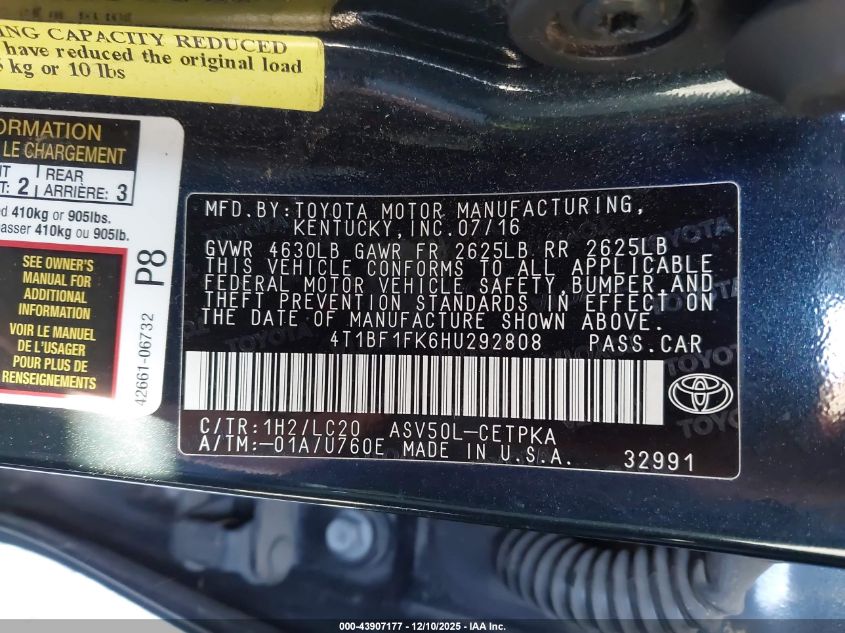 ING CAPACITY REDUCED
have reduced the original load
kg or 10 lbs
ORMATION
LE CHARGEMENT
NT
T: 2
REAR
ARRIÈRE: 3
ed 410kg or 905lbs.
passer 410kg ou 905lb.
SEE OWNER'S
MANUAL FOR
ADDITIONAL
INFORMATION
VOIR LE MANUEL
DE L'USAGER
POUR PLUS DE
RENSEIGNEMENTS
P8
42661-06732
MFD.BY:TOYOTA MOTOR MANUFACTURING,
KENTUCKY,INC.07/16
GVWR 4630LB GAWR FR 2625LB RR 2625LB
THIS VEHICLE CONFORMS TO ALL APPLICABLE
FEDERAL MOTOR VEHICLE SAFETY,BUMPER,AND
THEFT PREVENTION STANDARDS IN EFFECT ON
THE DATE OF MANUFACTURE SHOWN ABOVE.
4T1BF1FK6HU292808 PASS.CAR
C/TR:1H2/LC20 ASV50L-CETPKA
A/TM:-01A/U760E MADE IN U.S.A. 32991
000-43907177 - 12/10/2025 - IAA Inc.